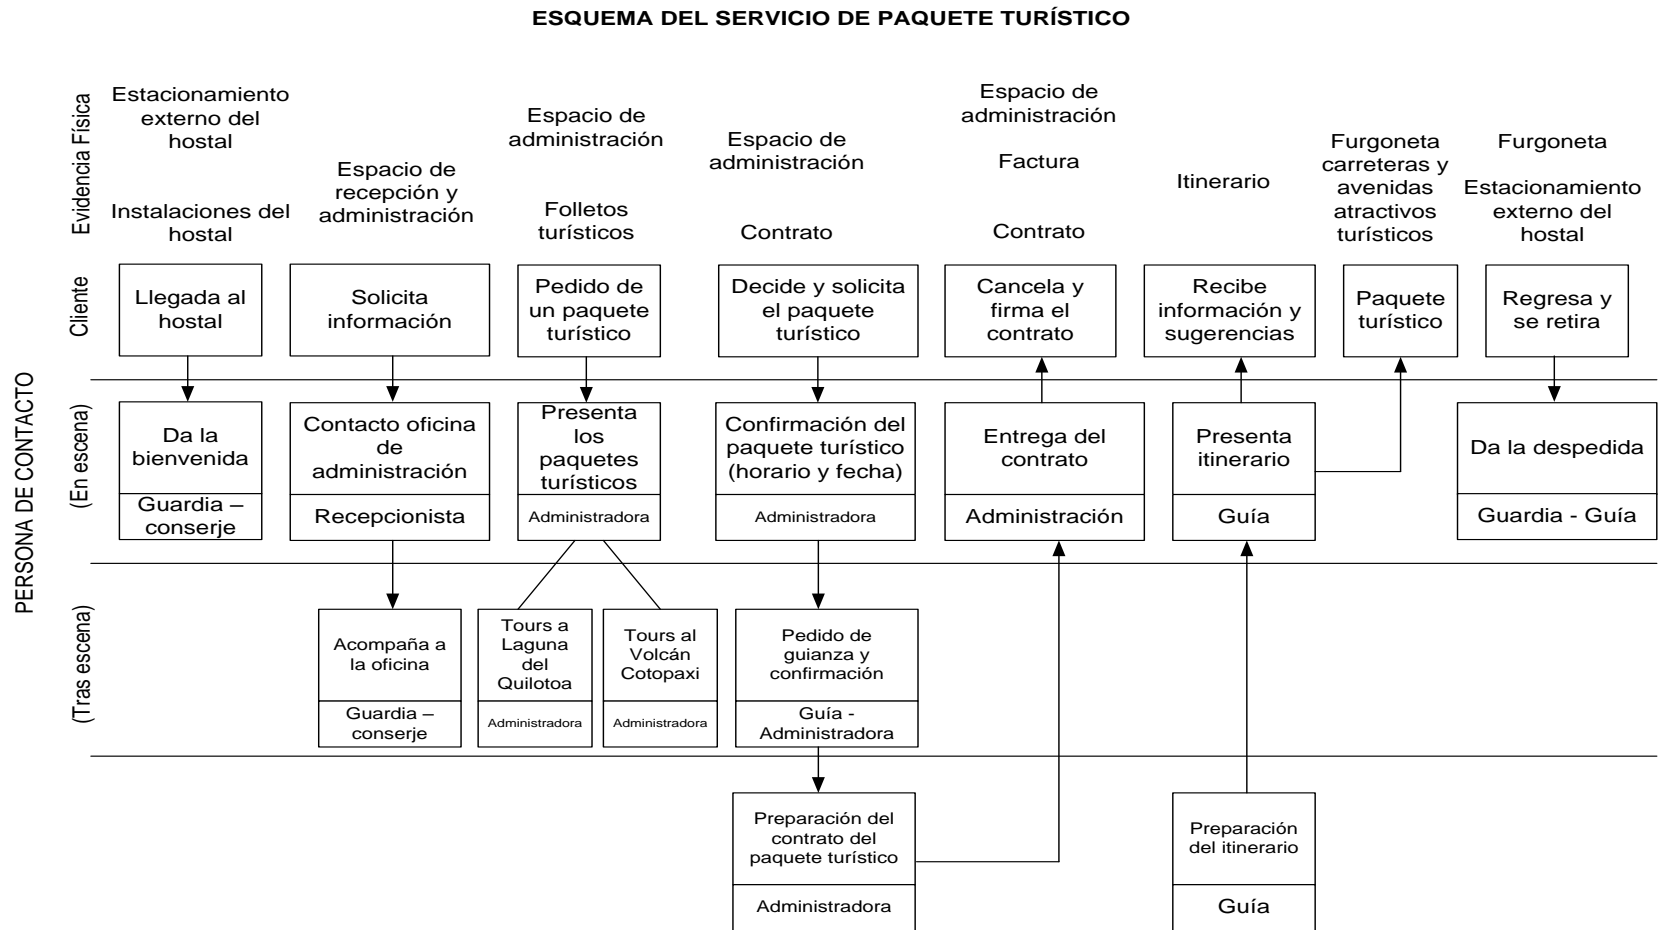 ESQUEMA DEL SERVICIO DE PAQUETE TURÍSTICO
Evidencia Física
Estacionamiento
externo del
hostal
Instalaciones del
hostal
Espacio de
recepción y
administración
Espacio de
administración
Folletos
turísticos
Espacio de
administración
Contrato
Espacio de
administración
Factura
Contrato
Itinerario
Furgoneta
carreteras y
avenidas
atractivos
turísticos
Furgoneta
Estacionamiento
externo del
hostal
Cliente
Llegada al
hostal
Solicita
información
Pedido de
un paquete
turístico
Decide y solicita
el paquete
turístico
Cancela y
firma el
contrato
Recibe
información y
sugerencias
Paquete
turístico
Regresa y
se retira
PERSONA DE CONTACTO
(En escena)
Da la
bienvenida
Guardia –
conserje
Contacto oficina
de
administración
Recepcionista
Presenta
los
paquetes
turísticos
Administradora
Confirmación del
paquete turístico
(horario y fecha)
Administradora
Entrega del
contrato
Administración
Presenta
itinerario
Guía
Da la despedida
Guardia - Guía
(Tras escena)
Acompaña a
la oficina
Guardia –
conserje
Tours a
Laguna
del
Quilotoa
Administradora
Tours al
Volcán
Cotopaxi
Administradora
Pedido de
guianza y
confirmación
Guía -
Administradora
Preparación del
contrato del
paquete turístico
Administradora
Preparación
del itinerario
Guía